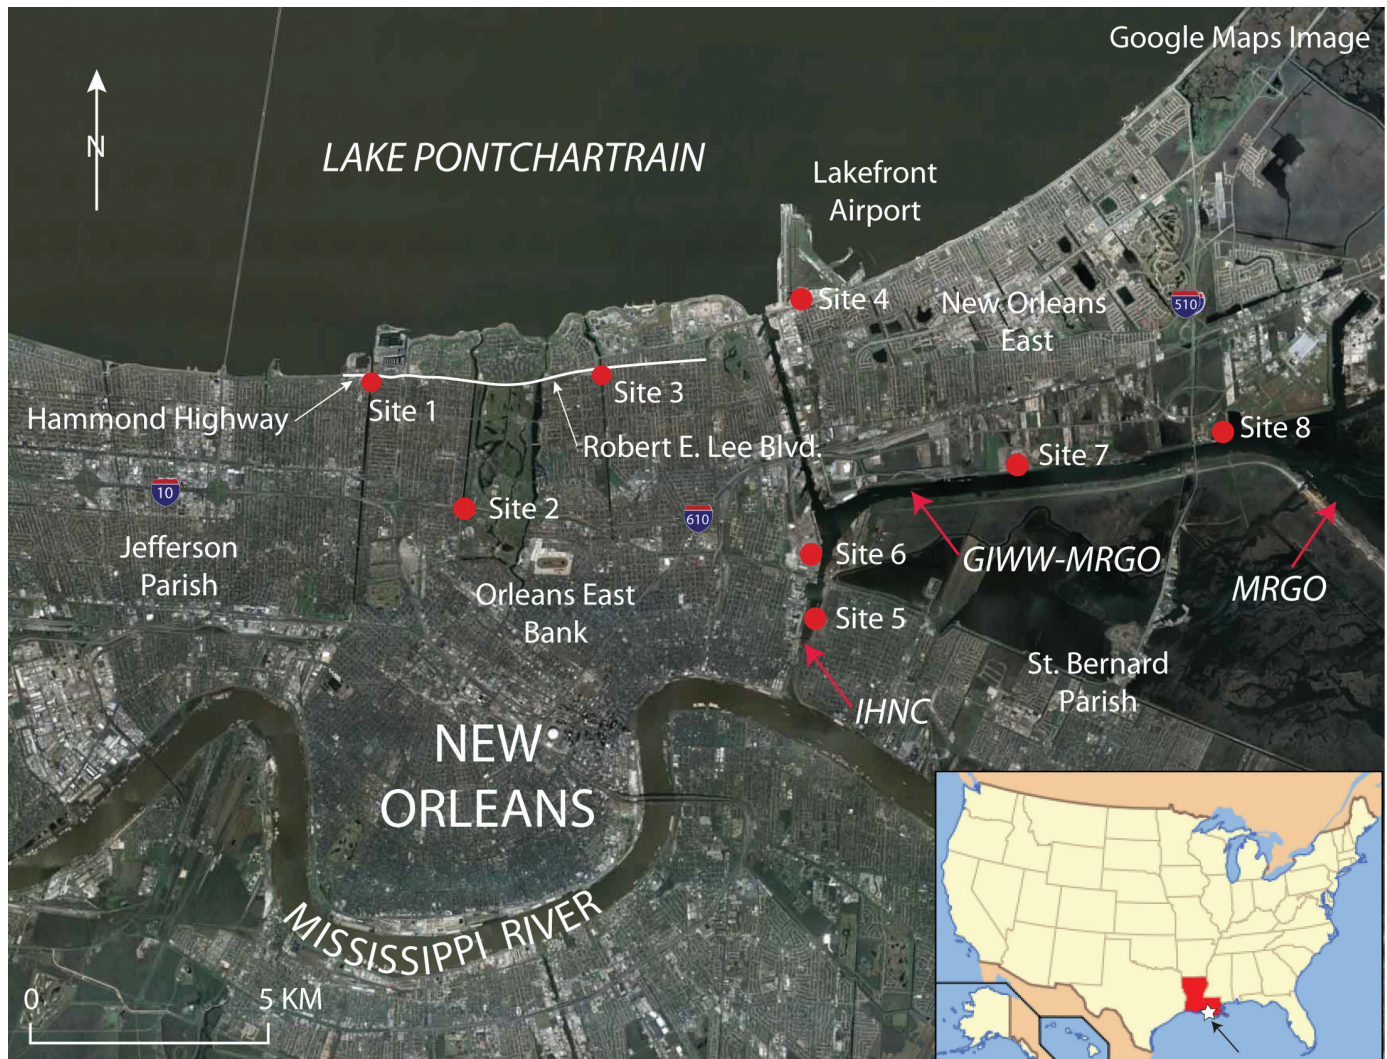 Google Maps Image
N
LAKE PONTCHARTRAIN
Lakefront
Airport
Site 4
New Orleans
East
510
Hammond Highway
Site 1
Site 3
Robert E. Lee Blvd.
Site 8
Site 7
10
Site 2
610
Jefferson
Parish
Site 6
GIWW-MRGO
MRGO
Orleans East
Bank
Site 5
St. Bernard
Parish
IHNC
NEW
ORLEANS
MISSISSIPPI RIVER
0
5 KM